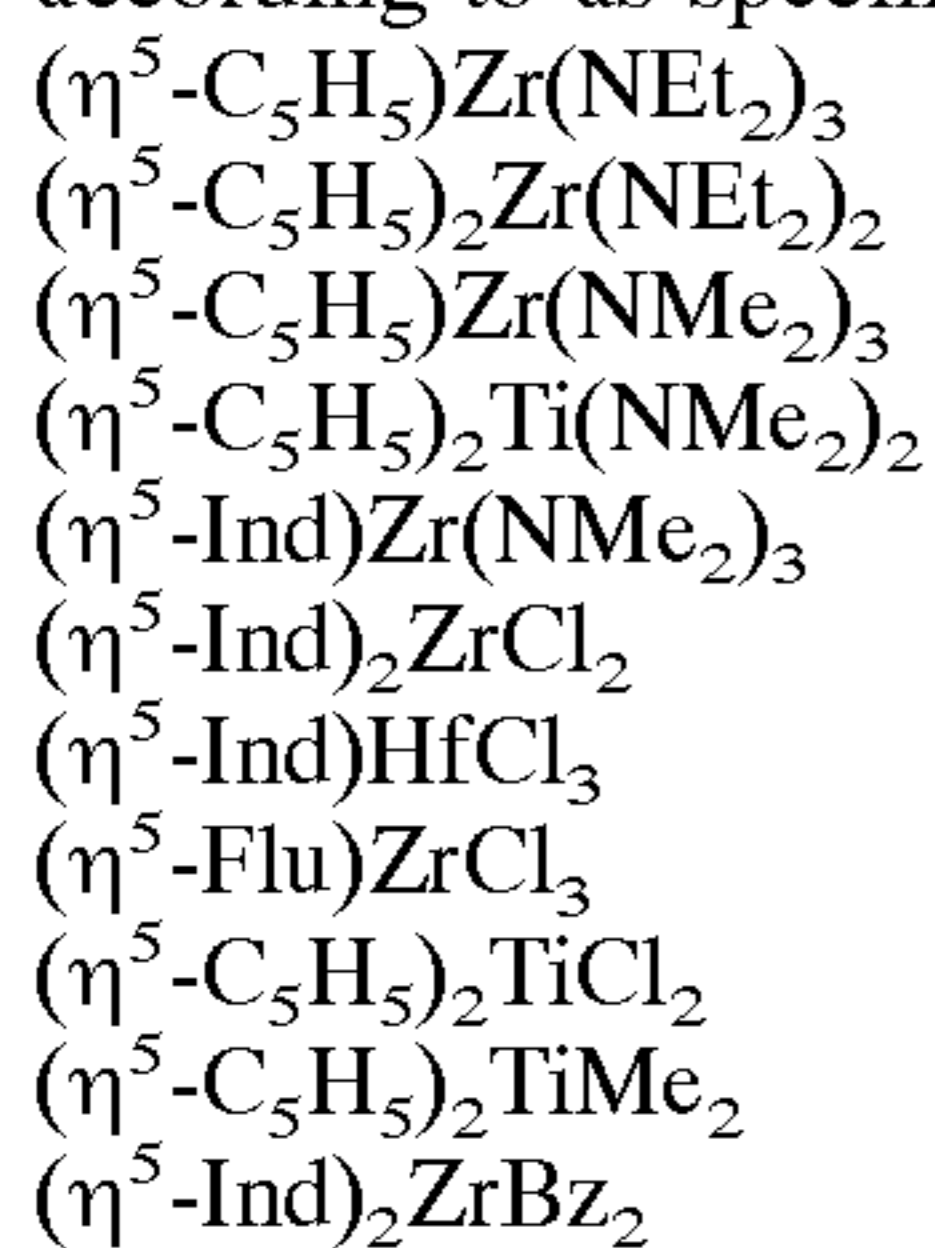 (η⁵-C₅H₅)Zr(NEt₂)₃
(η⁵-C₅H₅)₂Zr(NEt₂)₂
(η⁵-C₅H₅)Zr(NMe₂)₃
(η⁵-C₅H₅)₂Ti(NMe₂)₂
(η⁵-Ind)Zr(NMe₂)₃
(η⁵-Ind)₂ZrCl₂
(η⁵-Ind)HfCl₃
(η⁵-Flu)ZrCl₃
(η⁵-C₅H₅)₂TiCl₂
(η⁵-C₅H₅)₂TiMe₂
(η⁵-Ind)₂ZrBz₂